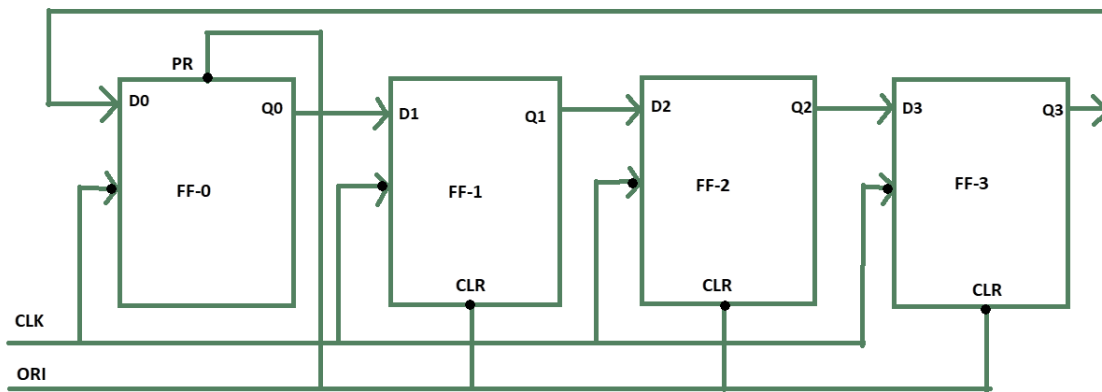 PR
D0
Q0
D1
Q1
D2
Q2
D3
Q3
FF-0
FF-1
FF-2
FF-3
CLR
CLR
CLR
CLK
ORI